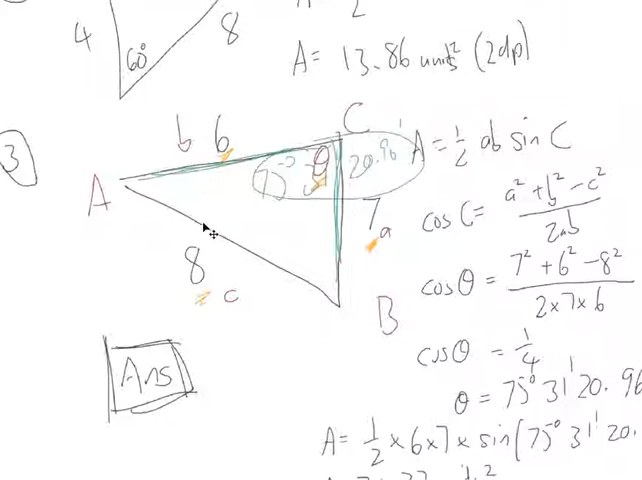 A = 1/2
4
8
60°
A = 13.86 units² (2dp)
3
b 6
C
A
θ
20.96
7
a
8
c
B
Ans
A = 1/2 ab sin C
cos C = (a² + b² - c²) / 2ab
cos θ = (7² + 6² - 8²) / (2×7×6)
cos θ = 1/4
θ = 75° 31' 20.96
A = 1/2 × 6 × 7 × sin(75° 31' 20.